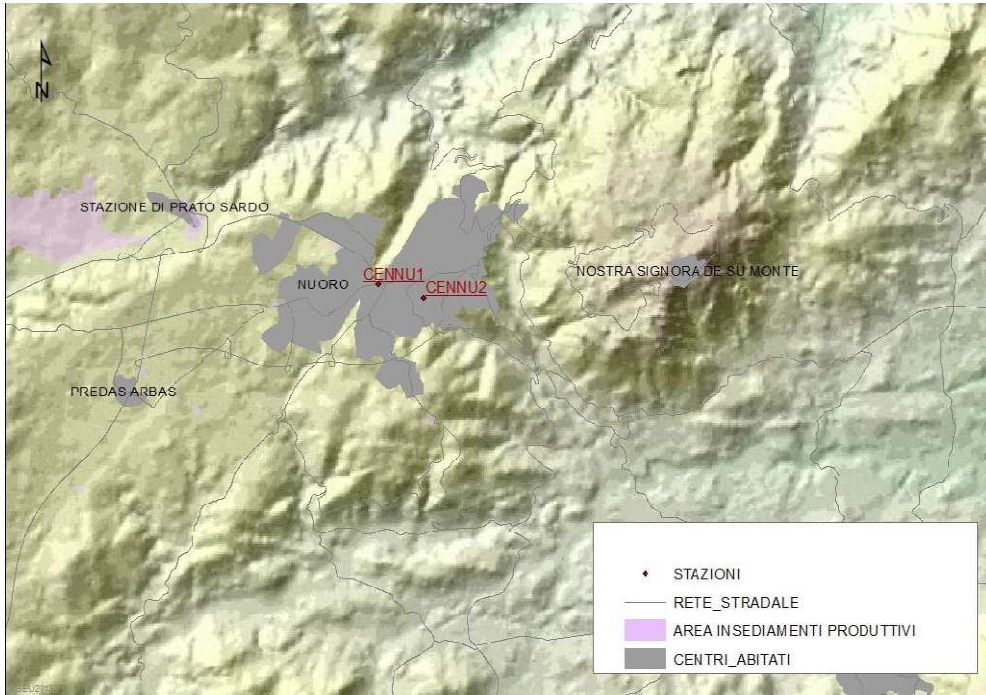 N
STAZIONE DI PRATO SARDO
NOSTRA SIGNORA DE SU MONTE
CENNU1
NUORO
CENNU2
PREDAS ARBAS
STAZIONI
RETE_STRADALE
AREA INSEDIAMENTI PRODUTTIVI
CENTRI_ABITATI